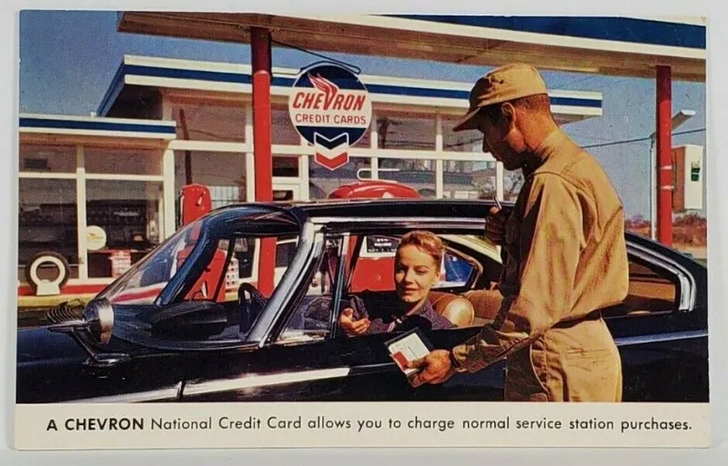 CHEVRON
CREDIT CARDS
A CHEVRON National Credit Card allows you to charge normal service station purchases.